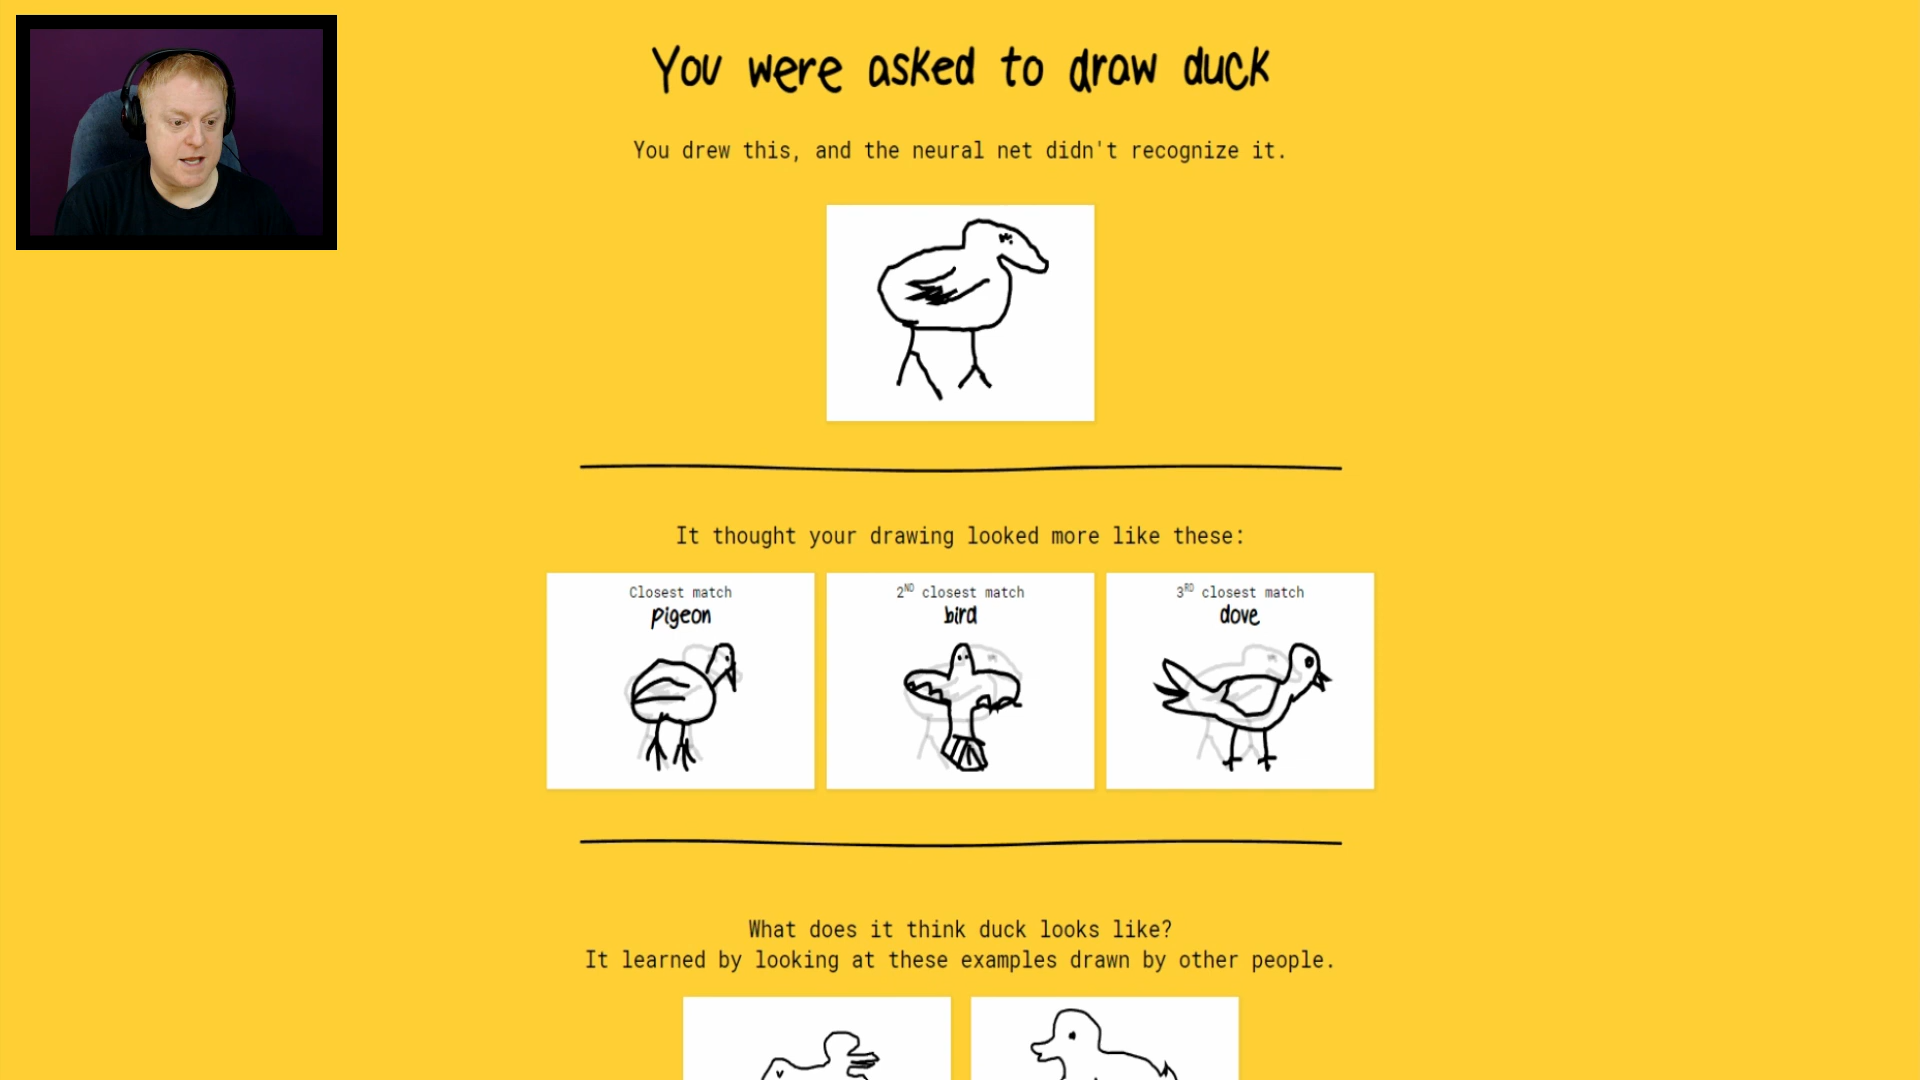 You were asked to draw duck
You drew this, and the neural net didn't recognize it.
It thought your drawing looked more like these:
Closest match
pigeon
2ND closest match
bird
3RD closest match
dove
What does it think duck looks like?
It learned by looking at these examples drawn by other people.